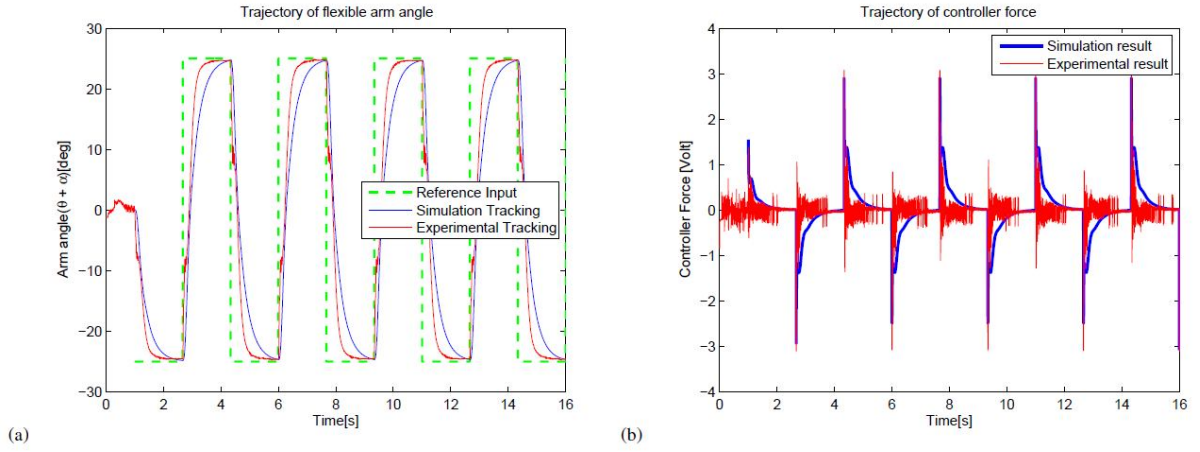 Trajectory of flexible arm angle
Arm angle(θ + α)[deg]
30
20
10
0
−10
−20
−30
Reference Input
Simulation Tracking
Experimental Tracking
0 2 4 6 8 10 12 14 16
Time[s]
(a)
Trajectory of controller force
Controller Force [Volt]
4
3
2
1
0
−1
−2
−3
−4
Simulation result
Experimental result
0 2 4 6 8 10 12 14 16
Time[s]
(b)